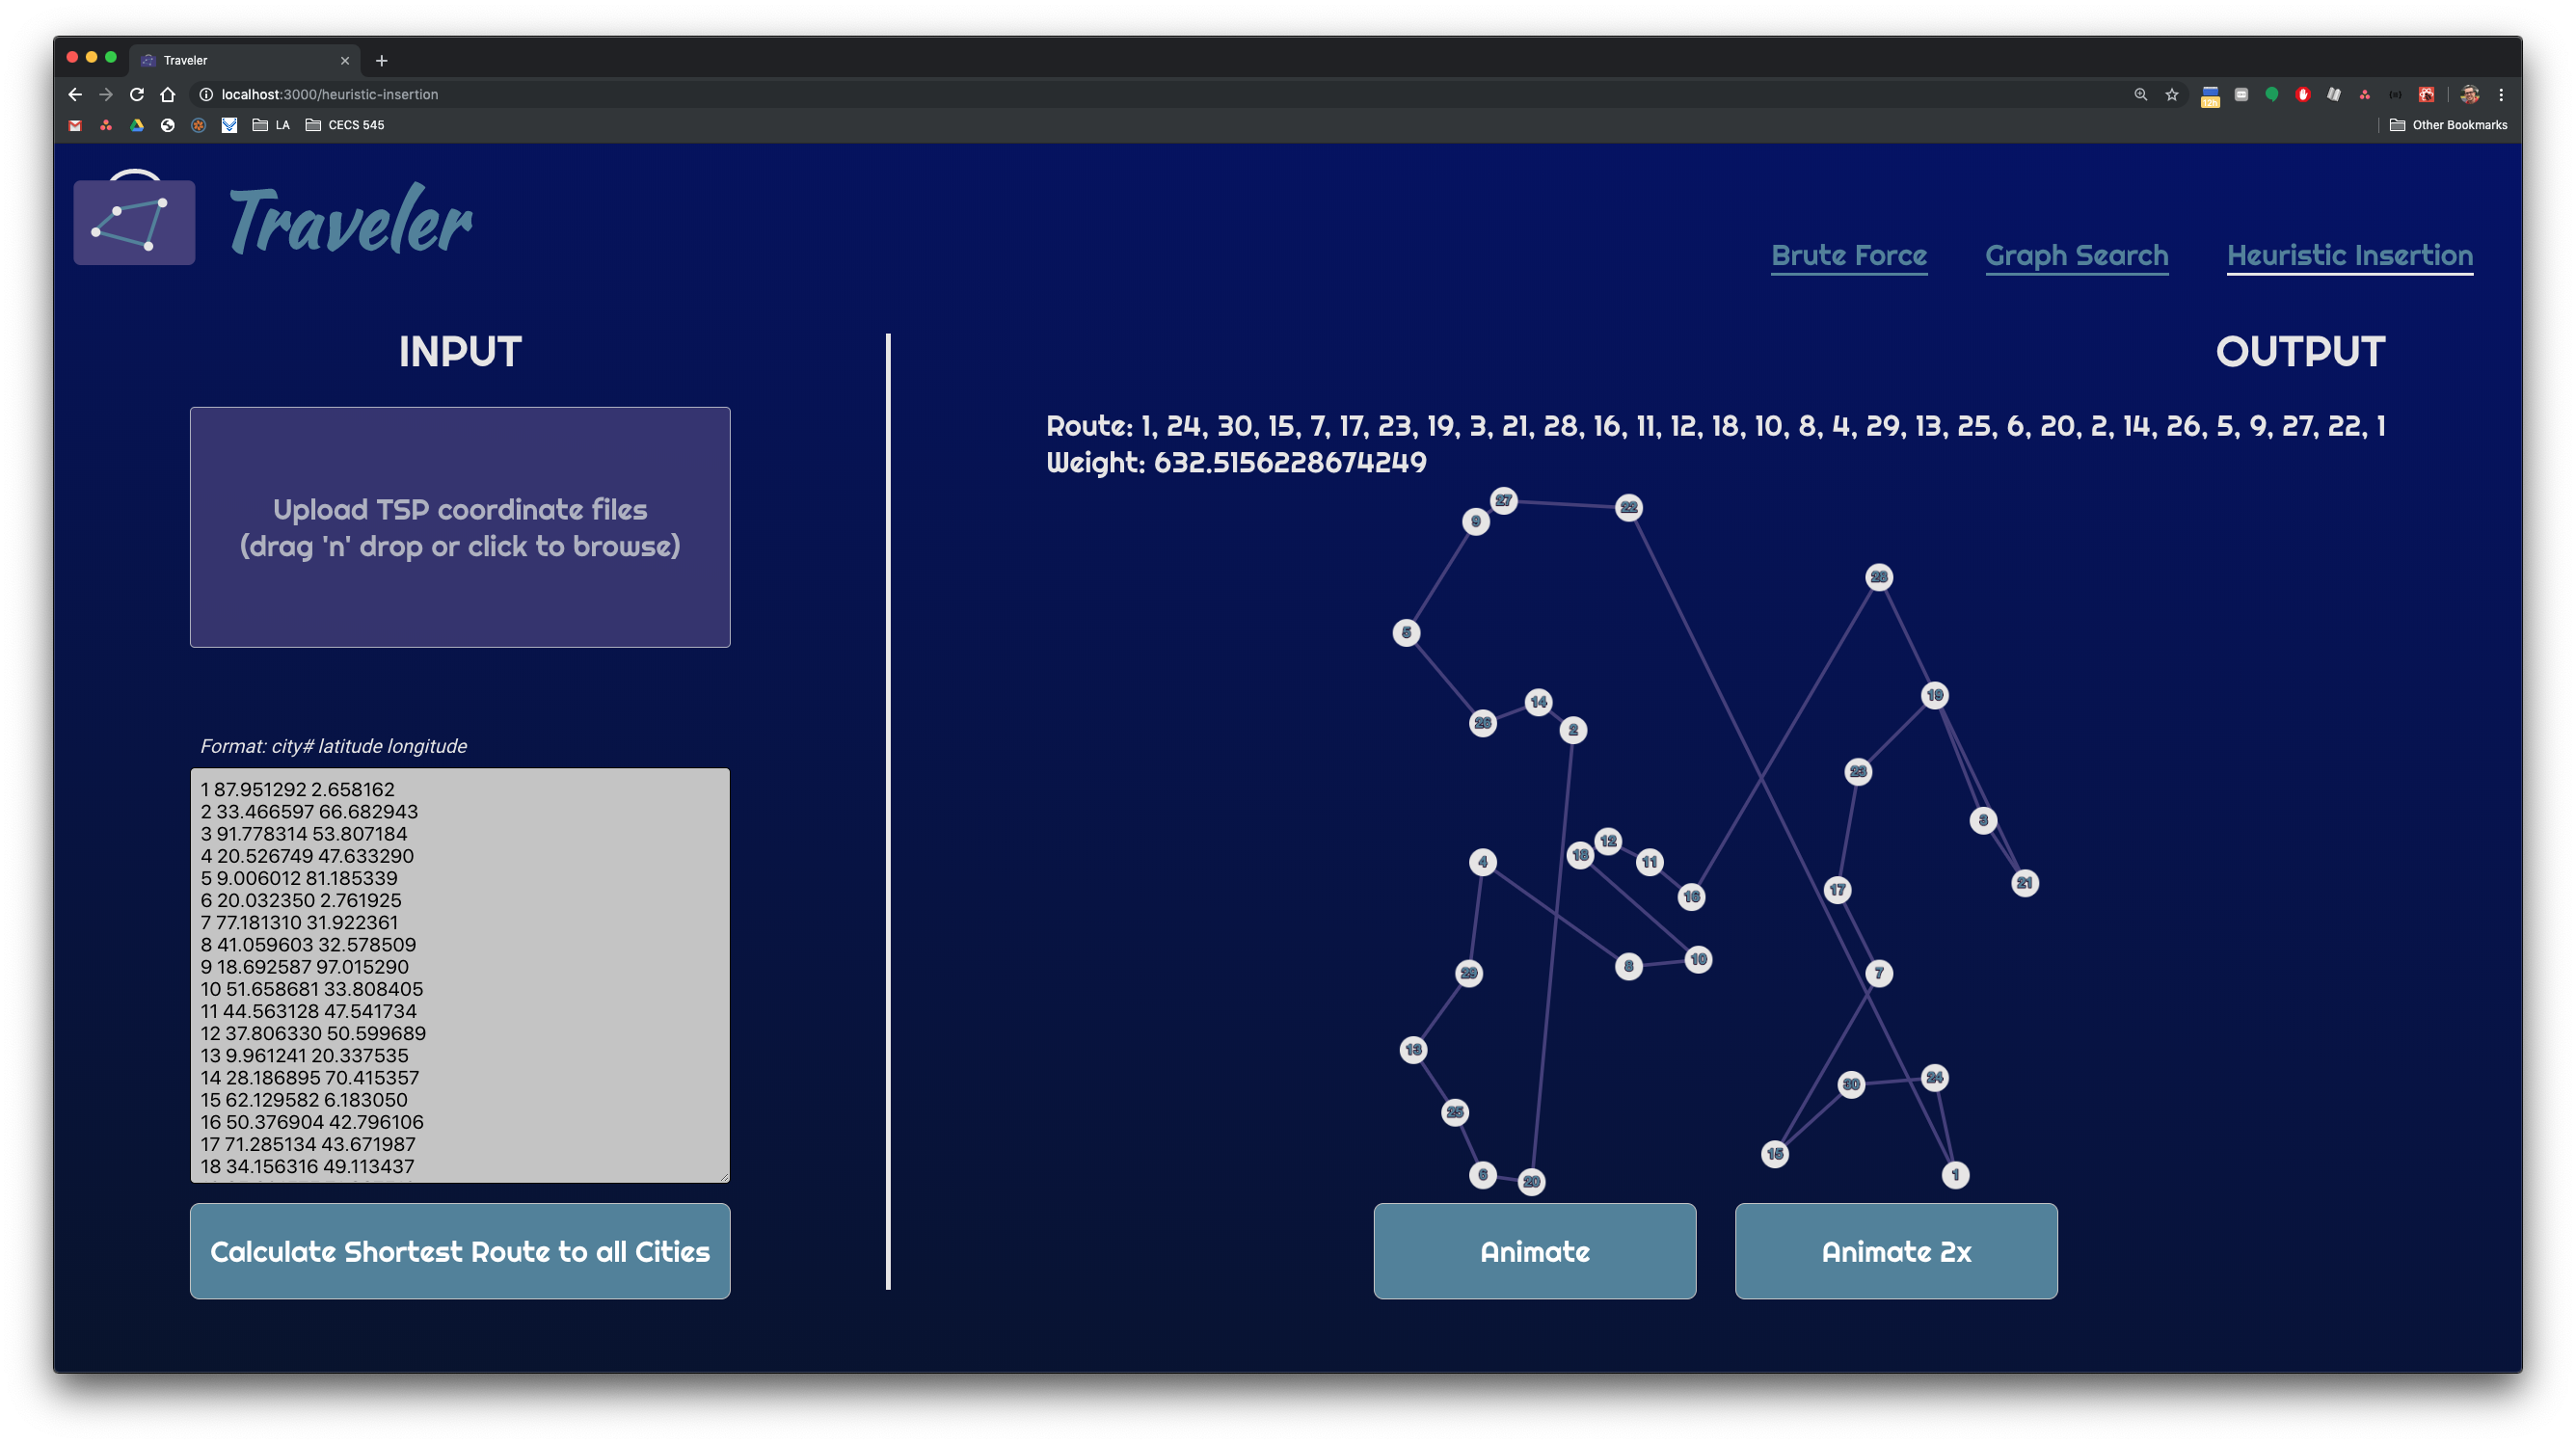 Traveler
localhost:3000/heuristic-insertion
12h
LA
CECS 545
Other Bookmarks
Traveler
Brute Force
Graph Search
Heuristic Insertion
INPUT
OUTPUT
Upload TSP coordinate files
(drag 'n' drop or click to browse)
Format: city# latitude longitude
1 87.951292 2.658162
2 33.466597 66.682943
3 91.778314 53.807184
4 20.526749 47.633290
5 9.006012 81.185339
6 20.032350 2.761925
7 77.181310 31.922361
8 41.059603 32.578509
9 18.692587 97.015290
10 51.658681 33.808405
11 44.563128 47.541734
12 37.806330 50.599689
13 9.961241 20.337535
14 28.186895 70.415357
15 62.129582 6.183050
16 50.376904 42.796106
17 71.285134 43.671987
18 34.156316 49.113437
Calculate Shortest Route to all Cities
Route: 1, 24, 30, 15, 7, 17, 23, 19, 3, 21, 28, 16, 11, 12, 18, 10, 8, 4, 29, 13, 25, 6, 20, 2, 14, 26, 5, 9, 27, 22, 1
Weight: 632.5156228674249
27
22
9
28
5
19
14
26
2
23
3
12
18
11
4
21
17
16
10
8
29
7
13
24
30
25
15
6
1
20
Animate
Animate 2x